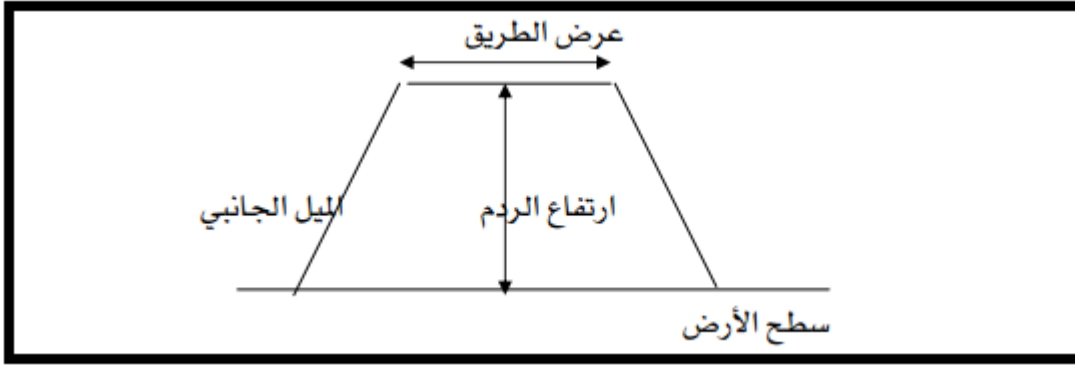 عرض الطريق
الميل الجانبي
ارتفاع الردم
سطح الأرض